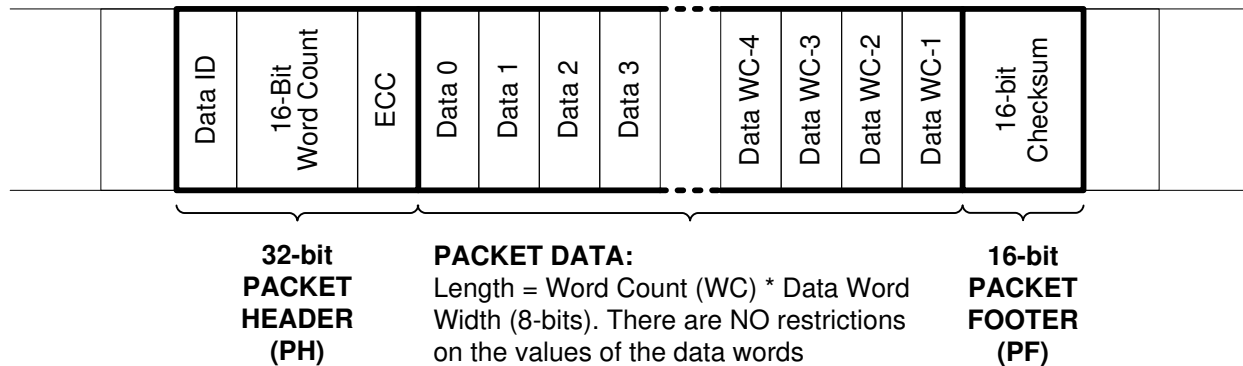 Data ID
16-Bit
Word Count
ECC
Data 0
Data 1
Data 2
Data 3
Data WC-4
Data WC-3
Data WC-2
Data WC-1
16-bit
Checksum
32-bit
PACKET
HEADER
(PH)
PACKET DATA:
Length = Word Count (WC) * Data Word
Width (8-bits). There are NO restrictions
on the values of the data words
16-bit
PACKET
FOOTER
(PF)